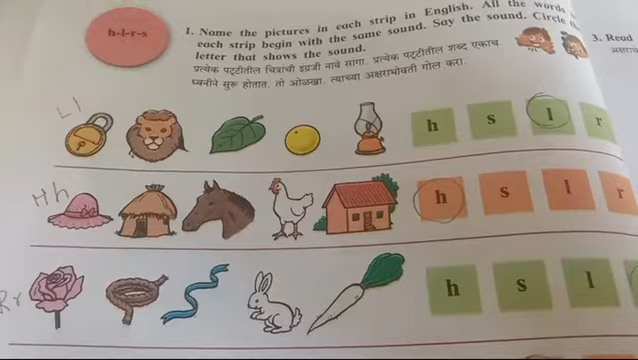 h-l-r-s
1. Name the pictures in each strip in English. All the words
each strip begin with the same sound. Say the sound. Circle
letter that shows the sound.
प्रत्येक पट्टीतील चित्रांची इंग्रजी नावे सांगा. प्रत्येक पट्टीतील शब्द एकाच
ध्वनीने सुरू होतात. तो ओळखा. त्याच्या अक्षराभोवती गोल करा.
3. Read
Ll
h s l r
Hh
h s l r
Rr
h s l